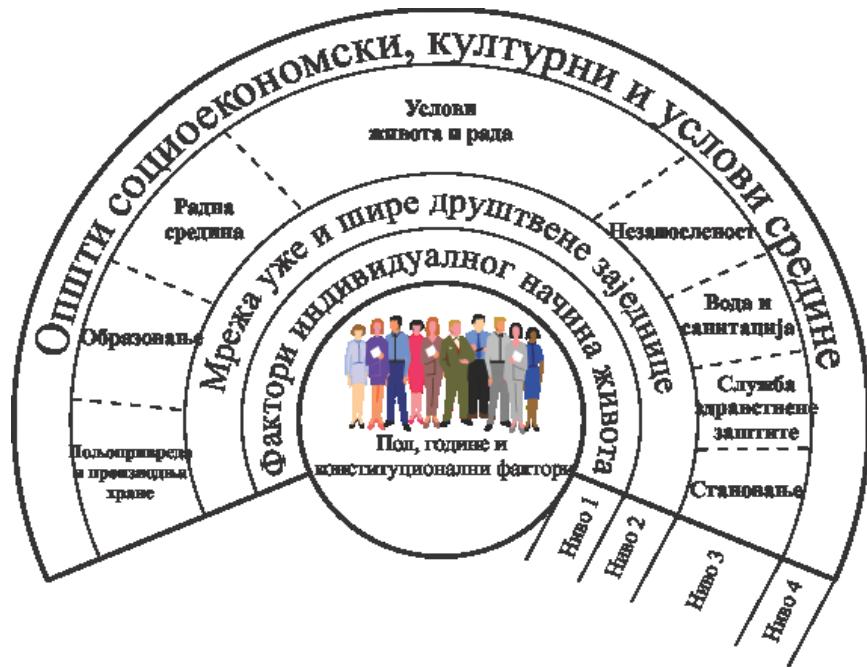 Општи социоекономски, културни и услови средине
Услови
живота и рада
Радна
средина
Незапосленост
Мрежа уже и шире друштвене заједнице
Фактори индивидуалног начина живота
Образовање
Вода и
санитација
Служба
здравствене
заштите
Пољопривреда
и производња
хране
Пол, године и
конституционални фактори
Становање
Ниво 1
Ниво 2
Ниво 3
Ниво 4